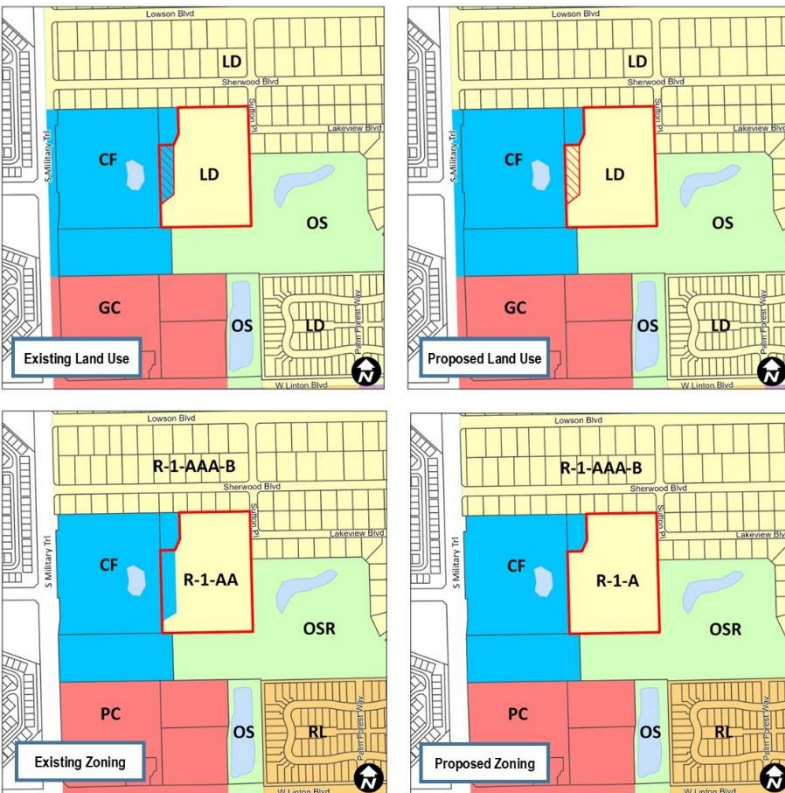 Lowson Blvd
LD
Sherwood Blvd
Sutton Pl
Lakeview Blvd
S Military Trl
CF
LD
OS
GC
OS
LD
Palm Forest Way
Existing Land Use
W Linton Blvd
N
Lowson Blvd
LD
Sherwood Blvd
Sutton Pl
Lakeview Blvd
S Military Trl
CF
LD
OS
GC
OS
LD
Palm Forest Way
Proposed Land Use
W Linton Blvd
N
Lowson Blvd
R-1-AAA-B
Sherwood Blvd
Sutton Pl
Lakeview Blvd
S Military Trl
CF
R-1-AA
OSR
PC
OS
RL
Palm Forest Way
Existing Zoning
W Linton Blvd
N
Lowson Blvd
R-1-AAA-B
Sherwood Blvd
Sutton Pl
Lakeview Blvd
S Military Trl
CF
R-1-A
OSR
PC
OS
RL
Palm Forest Way
Proposed Zoning
W Linton Blvd
N